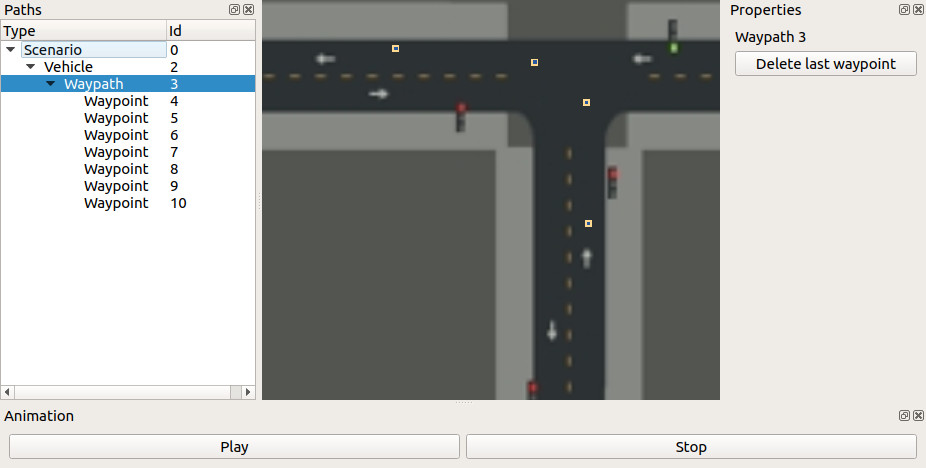 Paths
Type Id
Scenario 0
Vehicle 2
Waypath 3
Waypoint 4
Waypoint 5
Waypoint 6
Waypoint 7
Waypoint 8
Waypoint 9
Waypoint 10
Properties
Waypath 3
Delete last waypoint
Animation
Play Stop